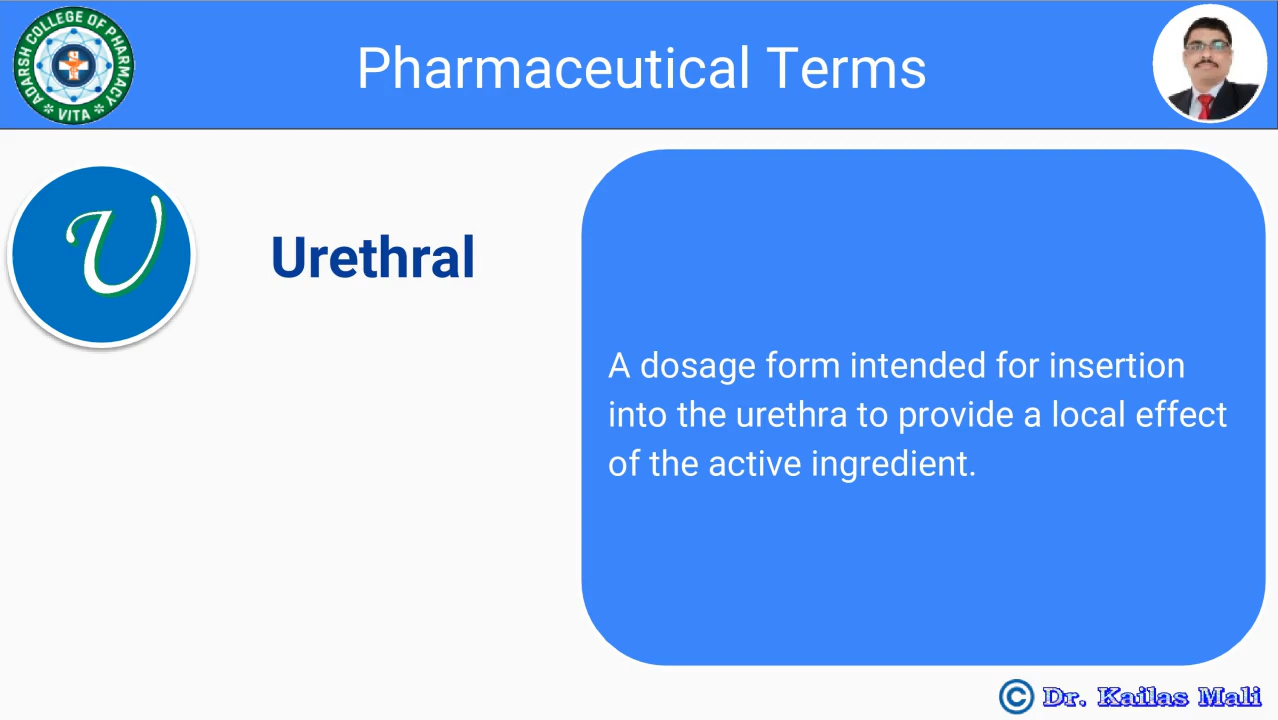 ADARSH COLLEGE OF PHARMACY
VITA
Pharmaceutical Terms
U
Urethral
A dosage form intended for insertion
into the urethra to provide a local effect
of the active ingredient.
© Dr. Kailas Mali